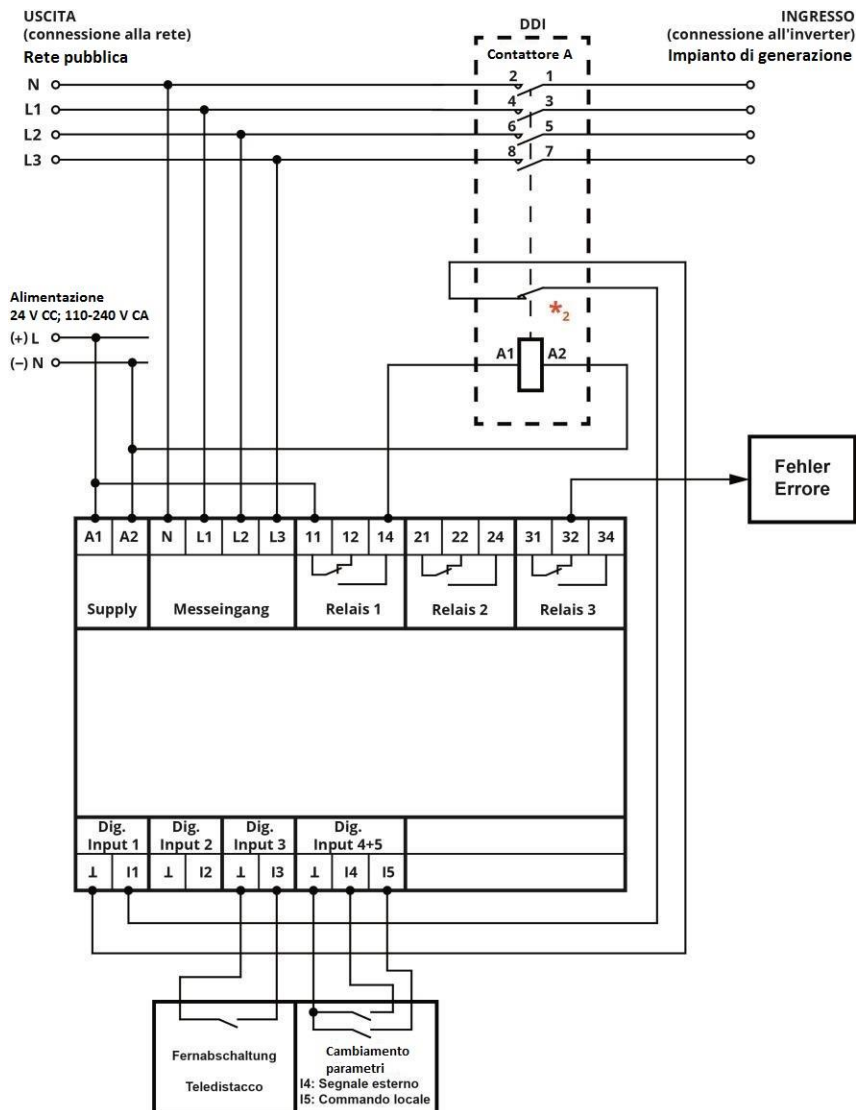 USCITA
(connessione alla rete)
Rete pubblica
DDI
Contattore A
INGRESSO
(connessione all'inverter)
Impianto di generazione
N
2 1
L1
4 3
L2
6 5
L3
8 7
Alimentazione
24 V CC; 110-240 V CA
(+) L
(−) N
*2
A1 A2
Fehler
Errore
A1 A2 N L1 L2 L3 11 12 14 21 22 24 31 32 34
Supply Messeingang Relais 1 Relais 2 Relais 3
Dig.
Input 1
Dig.
Input 2
Dig.
Input 3
Dig.
Input 4+5
⊥ I1 ⊥ I2 ⊥ I3 ⊥ I4 I5
Fernabschaltung
Teledistacco
Cambiamento
parametri
I4: Segnale esterno
I5: Commando locale